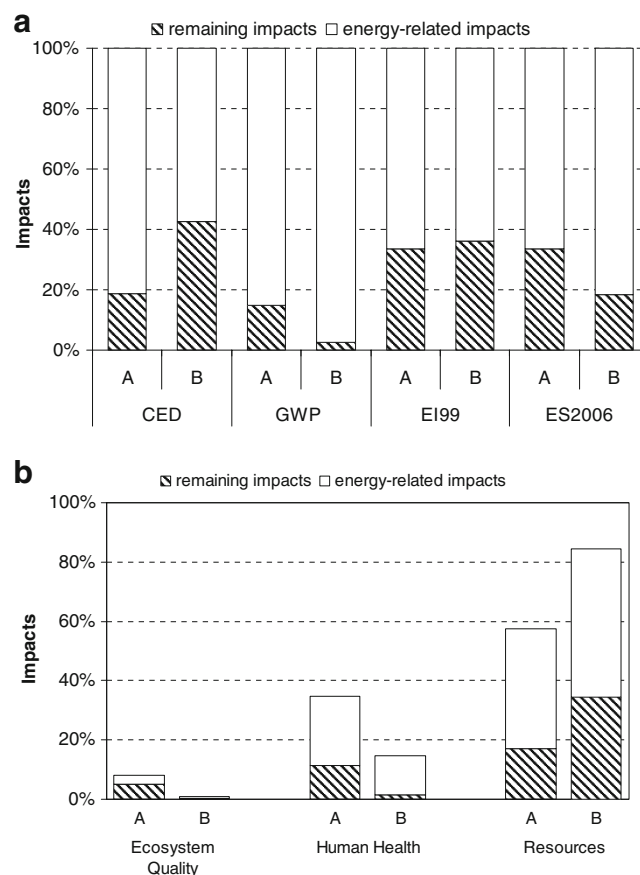 a
remaining impacts energy-related impacts
100%
80%
60%
40%
20%
0%
Impacts
A B A B A B A B
CED GWP EI99 ES2006
b
remaining impacts energy-related impacts
100%
80%
60%
40%
20%
0%
Impacts
A B A B A B
Ecosystem Quality Human Health Resources